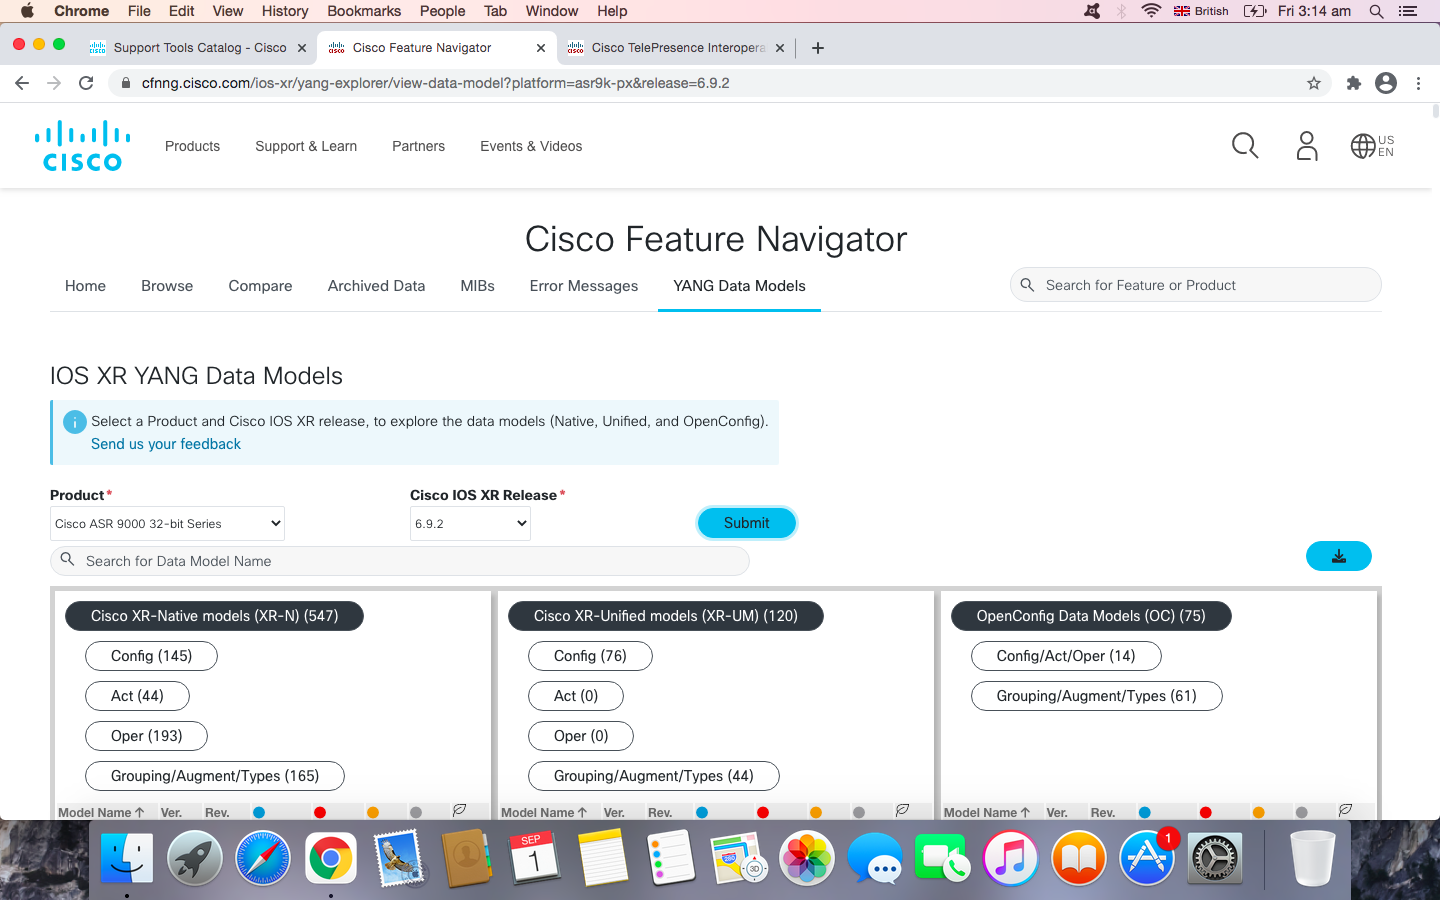 Chrome File Edit View History Bookmarks People Tab Window Help British Fri 3:14 am
Support Tools Catalog - Cisco Cisco Feature Navigator Cisco TelePresence Interopera
cfnng.cisco.com/ios-xr/yang-explorer/view-data-model?platform=asr9k-px&release=6.9.2
CISCO Products Support & Learn Partners Events & Videos US
EN
Cisco Feature Navigator
Home Browse Compare Archived Data MIBs Error Messages YANG Data Models Search for Feature or Product
IOS XR YANG Data Models
Select a Product and Cisco IOS XR release, to explore the data models (Native, Unified, and OpenConfig).
Send us your feedback
Product* Cisco IOS XR Release*
Cisco ASR 9000 32-bit Series 6.9.2 Submit
Search for Data Model Name
Cisco XR-Native models (XR-N) (547) Cisco XR-Unified models (XR-UM) (120) OpenConfig Data Models (OC) (75)
Config (145) Config (76) Config/Act/Oper (14)
Act (44) Act (0) Grouping/Augment/Types (61)
Oper (193) Oper (0)
Grouping/Augment/Types (165) Grouping/Augment/Types (44)
Model Name Ver. Rev. Model Name Ver. Rev. Model Name Ver. Rev.
SEP
1
280
3D
1